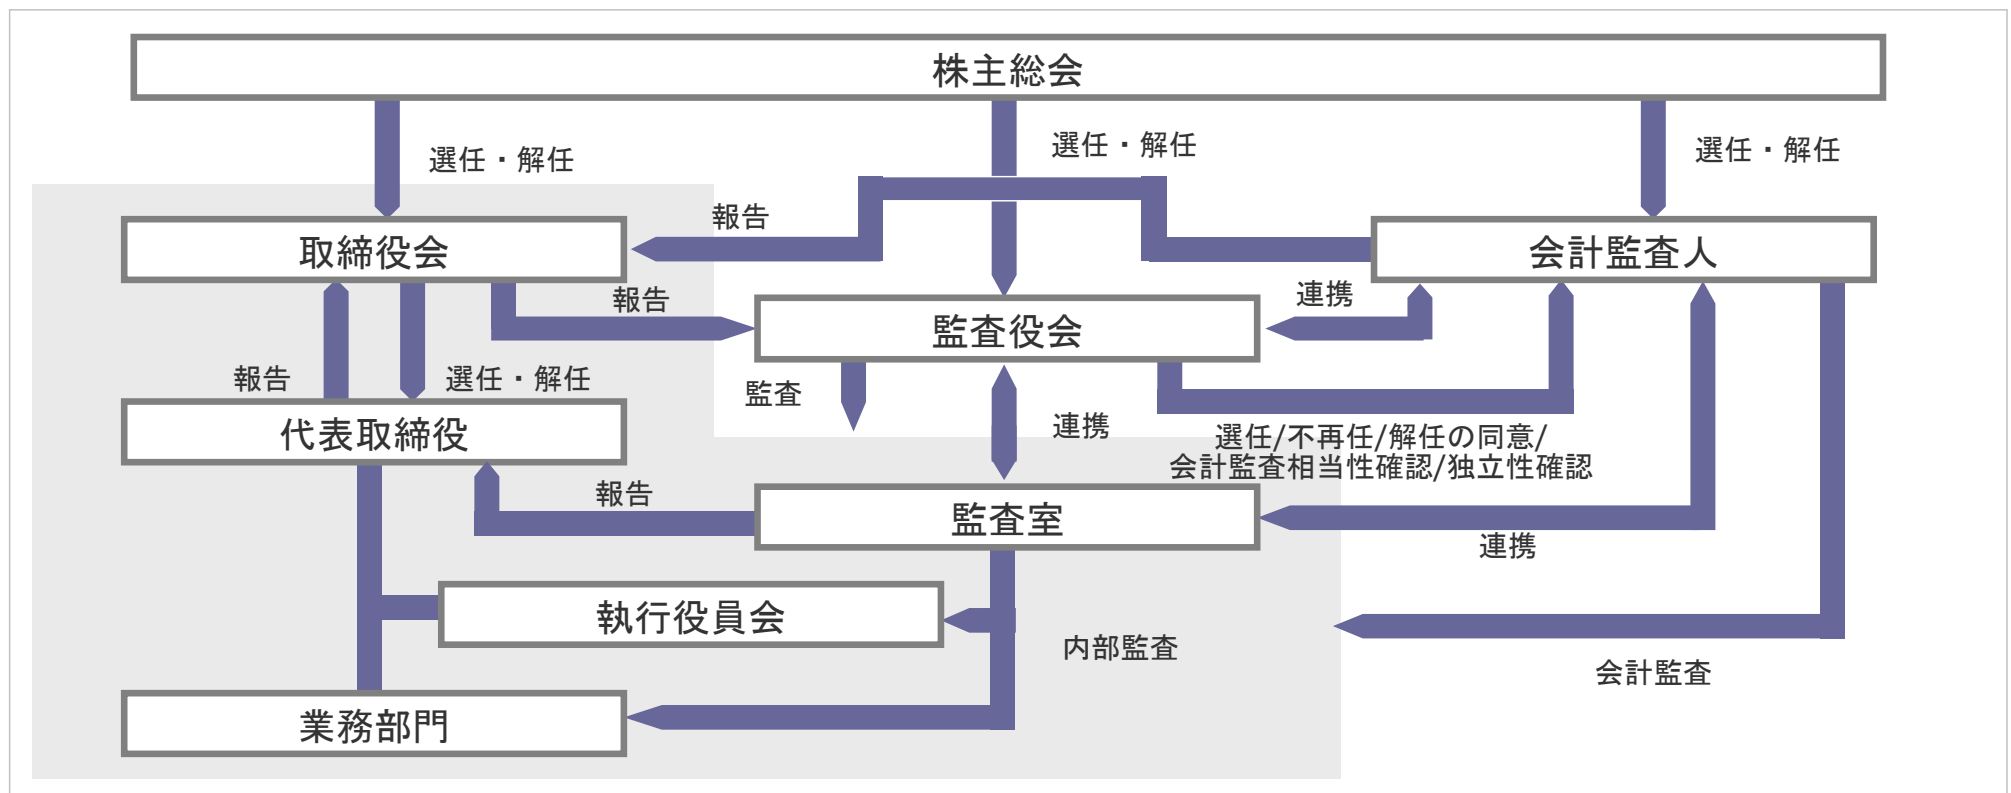 株主総会
選任・解任
選任・解任
選任・解任
報告
取締役会
会計監査人
報告
連携
監査役会
報告
選任・解任
監査
連携
代表取締役
選任/不再任/解任の同意/
会計監査相当性確認/独立性確認
報告
監査室
連携
執行役員会
内部監査
会計監査
業務部門